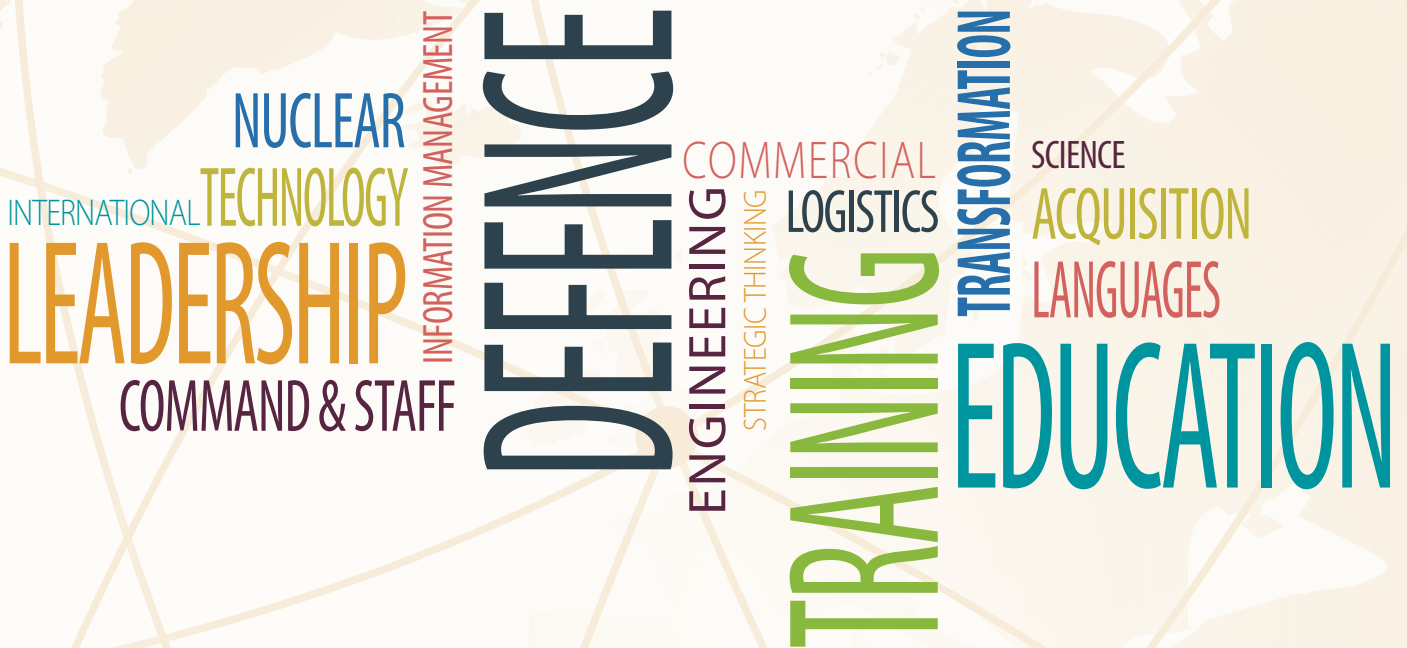 NUCLEAR
TECHNOLOGY
INTERNATIONAL
LEADERSHIP
COMMAND & STAFF
INFORMATION MANAGEMENT
DEFENCE
COMMERCIAL
ENGINEERING
STRATEGIC THINKING
LOGISTICS
TRAINING
TRANSFORMATION
SCIENCE
ACQUISITION
LANGUAGES
EDUCATION